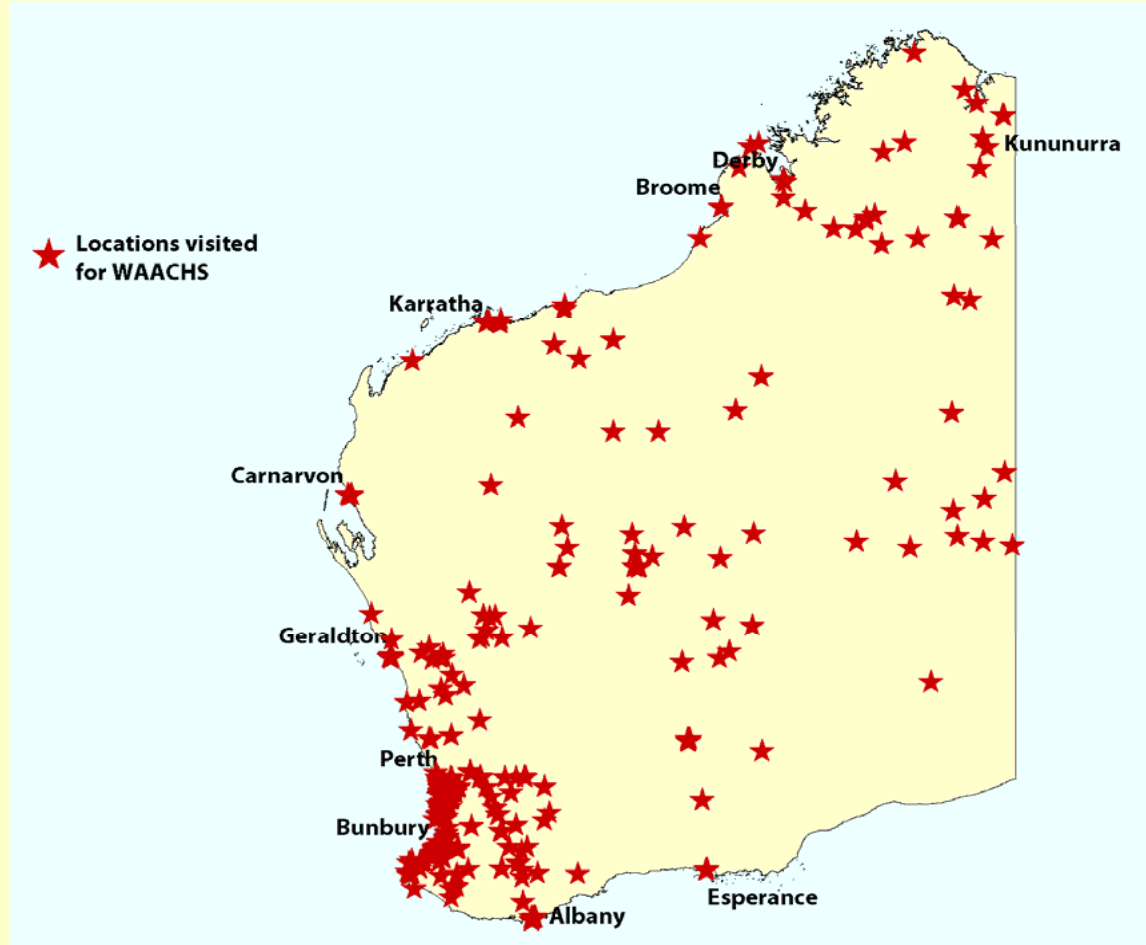 Kununurra
Derby
Broome
Locations visited
for WAACHS
Karratha
Carnarvon
Geraldton
Perth
Bunbury
Esperance
Albany